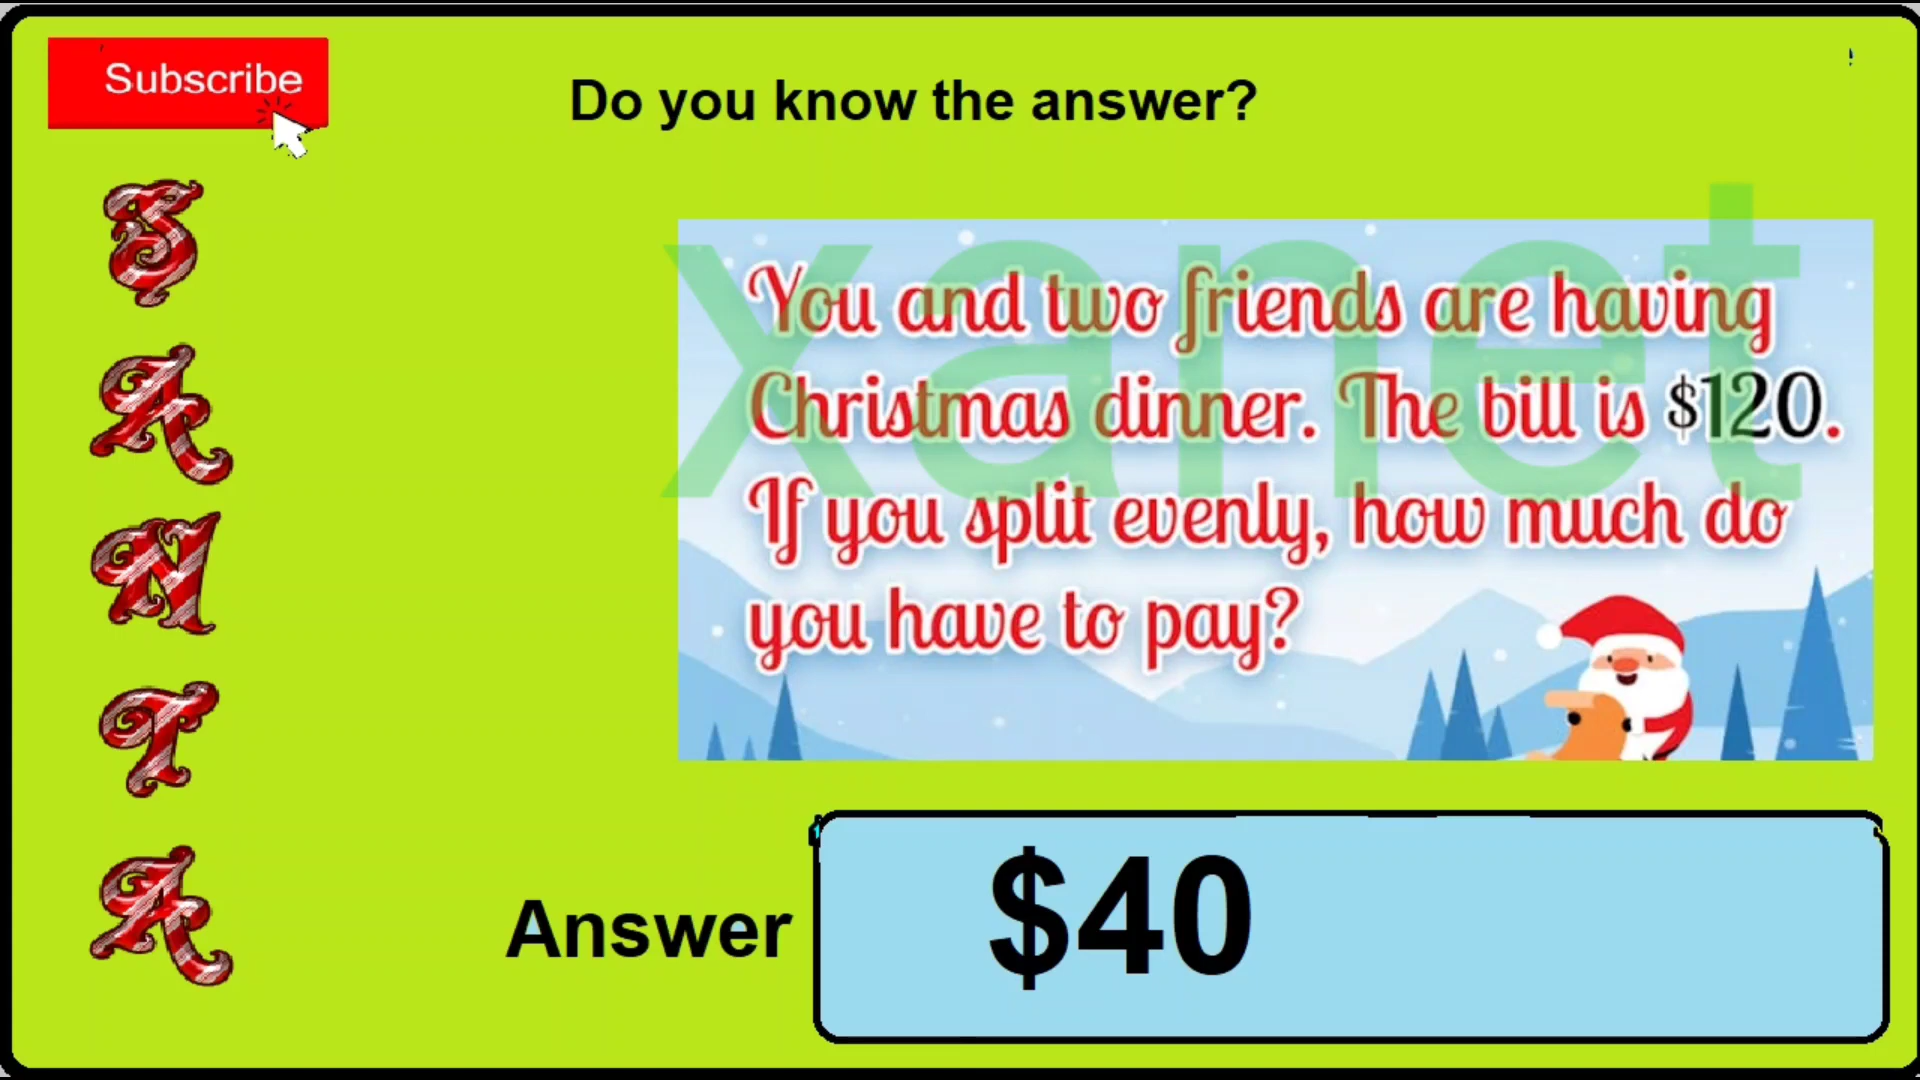 Subscribe
Do you know the answer?
S
A
N
T
A
xanet
You and two friends are having
Christmas dinner. The bill is $120.
If you split evenly, how much do
you have to pay?
Answer
$40